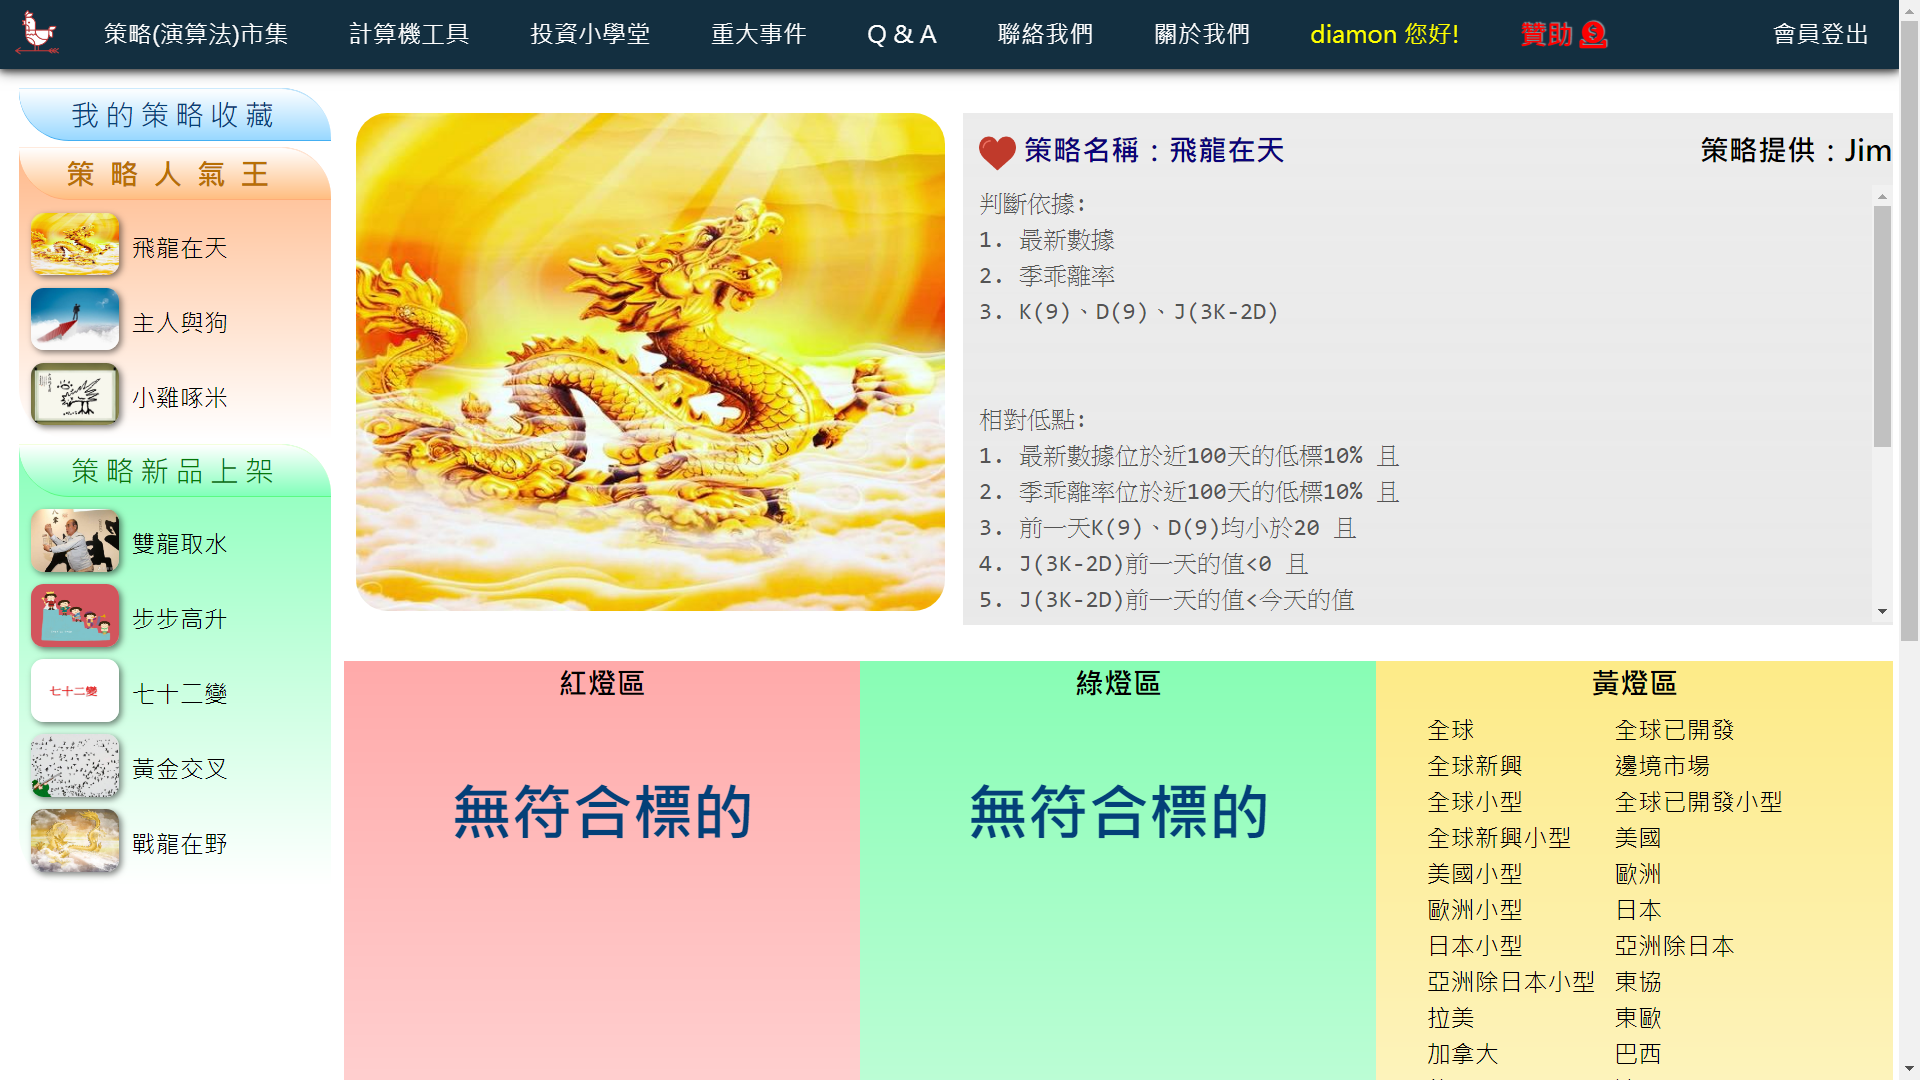 策略(演算法)市集 計算機工具 投資小學堂 重大事件 Q & A 聯絡我們 關於我們 diamon 您好! 贊助 會員登出
我的策略收藏
策略人氣王
飛龍在天
主人與狗
小雞啄米
策略新品上架
雙龍取水
步步高升
七十二變
七十二變
黃金交叉
戰龍在野
策略名稱：飛龍在天
策略提供：Jim
判斷依據:
1. 最新數據
2. 季乖離率
3. K(9)、D(9)、J(3K-2D)
相對低點:
1. 最新數據位於近100天的低標10% 且
2. 季乖離率位於近100天的低標10% 且
3. 前一天K(9)、D(9)均小於20 且
4. J(3K-2D)前一天的值<0 且
5. J(3K-2D)前一天的值<今天的值
紅燈區
無符合標的
綠燈區
無符合標的
黃燈區
全球 全球已開發
全球新興 邊境市場
全球小型 全球已開發小型
全球新興小型 美國
美國小型 歐洲
歐洲小型 日本
日本小型 亞洲除日本
亞洲除日本小型 東協
拉美 東歐
加拿大 巴西